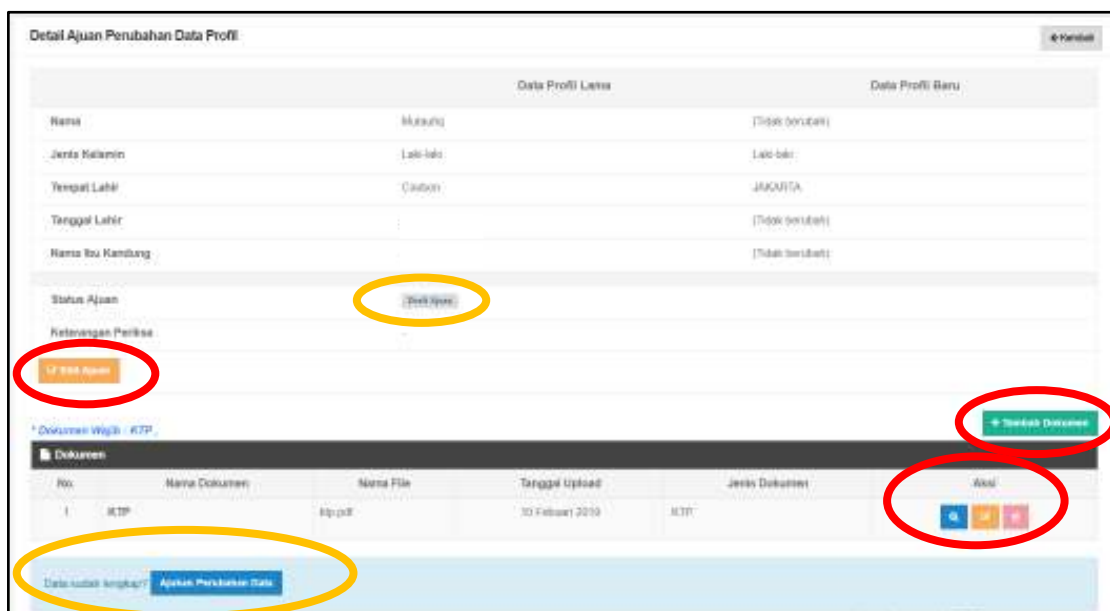 Detail Ajuan Perubahan Data Profil
Kembali
Data Profil Lama Data Profil Baru
Nama (Tidak berubah)
Jenis Kelamin Laki-laki Laki-laki
Tempat Lahir JAKARTA
Tanggal Lahir (Tidak berubah)
Nama Ibu Kandung (Tidak berubah)
Status Ajuan Draft Ajuan
Keterangan Periksa
Edit Ajuan
+ Tambah Dokumen
* Dokumen Wajib : KTP ,
Dokumen
No. Nama Dokumen Nama File Tanggal Upload Jenis Dokumen Aksi
1 KTP ktp.pdf 10 Februari 2019 KTP
Data sudah lengkap? Ajukan Perubahan Data